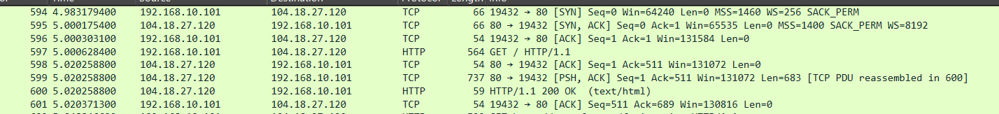 Time Source Destination Protocol Length Info
594 4.983179400 192.168.10.101 104.18.27.120 TCP 66 19432 → 80 [SYN] Seq=0 Win=64240 Len=0 MSS=1460 WS=256 SACK_PERM
595 5.000175400 104.18.27.120 192.168.10.101 TCP 66 80 → 19432 [SYN, ACK] Seq=0 Ack=1 Win=65535 Len=0 MSS=1400 SACK_PERM WS=8192
596 5.000303100 192.168.10.101 104.18.27.120 TCP 54 19432 → 80 [ACK] Seq=1 Ack=1 Win=131584 Len=0
597 5.000628400 192.168.10.101 104.18.27.120 HTTP 564 GET / HTTP/1.1
598 5.020258800 104.18.27.120 192.168.10.101 TCP 54 80 → 19432 [ACK] Seq=1 Ack=511 Win=131072 Len=0
599 5.020258800 104.18.27.120 192.168.10.101 TCP 737 80 → 19432 [PSH, ACK] Seq=1 Ack=511 Win=131072 Len=683 [TCP PDU reassembled in 600]
600 5.020258800 104.18.27.120 192.168.10.101 HTTP 59 HTTP/1.1 200 OK (text/html)
601 5.020371300 192.168.10.101 104.18.27.120 TCP 54 19432 → 80 [ACK] Seq=511 Ack=689 Win=130816 Len=0